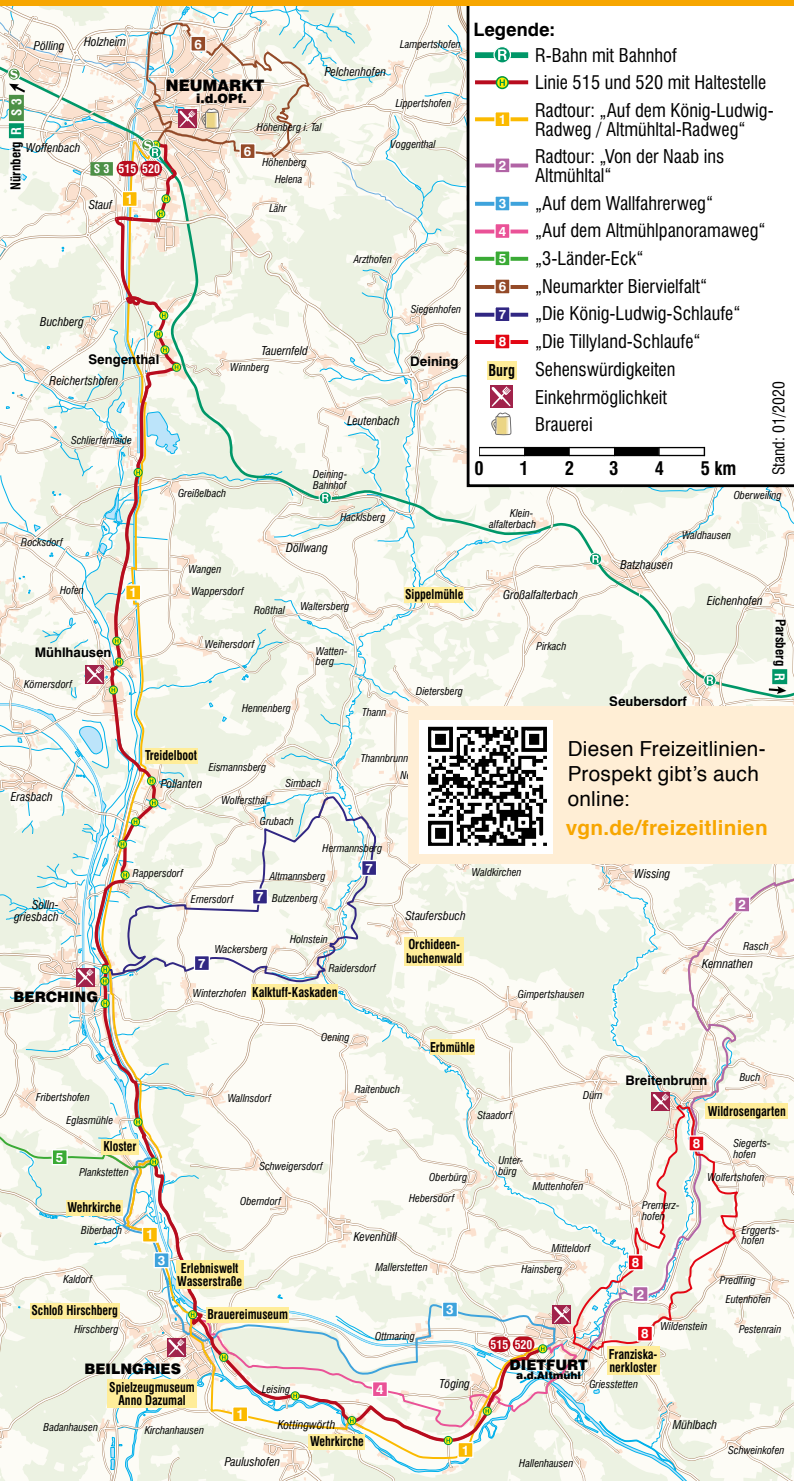 Legende:
R-Bahn mit Bahnhof
Linie 515 und 520 mit Haltestelle
Radtour: „Auf dem König-Ludwig-
Radweg / Altmühltal-Radweg“
Radtour: „Von der Naab ins
Altmühltal“
„Auf dem Wallfahrerweg“
„Auf dem Altmühlpanoramaweg“
„3-Länder-Eck“
„Neumarkter Biervielfalt“
„Die König-Ludwig-Schlaufe“
„Die Tillyland-Schlaufe“
Burg Sehenswürdigkeiten
Einkehrmöglichkeit
Brauerei
0 1 2 3 4 5 km
Stand: 01/2020
Pölling
Holzheim
Lampertshofen
Pelchenhofen
NEUMARKT
i.d.OPf.
Lippertshofen
Höhenberg i. Tal
Voggenthal
Nürnberg R S 3
Woffenbach
Höhenberg
Helena
S 3 515 520
Stauf
Lähr
Arzthofen
Siegenhofen
Buchberg
Tauernfeld
Sengenthal
Winnberg
Deining
Reichertshofen
Leutenbach
Schlierferhaide
Deining-
Bahnhof
Greißelbach
Hacklsberg
Klein-
alfalterbach
Oberweiling
Döllwang
Waldhausen
Rocksdorf
Batzhausen
Wangen
Hofen
Wappersdorf
Sippelmühle
Großalfalterbach
Eichenhofen
Roßthal
Waltersberg
Weihersdorf
Pirkach
Parsberg R
Mühlhausen
Watten-
berg
Körnersdorf
Dietersberg
Seubersdorf
Hennenberg
Thann
Treidelboot
Thannbrunn
Eismannsberg
Simbach
Pollanten
Erasbach
Wolfersthal
Grubach
Diesen Freizeitlinien-
Prospekt gibt's auch
online:
vgn.de/freizeitlinien
Hermannsberg
Rappersdorf
Altmannsberg
Waldkirchen
Wissing
Butzenberg
Ernersdorf
Sölln-
griesbach
Staufersbuch
Holnstein
Orchideen-
buchenwald
Rasch
Wackersberg
Kemnathen
Raidersdorf
BERCHING
Winterzhofen
Kalktuff-Kaskaden
Gimpertshausen
Oening
Erbmühle
Breitenbrunn
Buch
Fribertshofen
Wallnsdorf
Raitenbuch
Dürn
Wildrosengarten
Eglasmühle
Staadorf
Siegerts-
hofen
Kloster
Plankstetten
Schweigersdorf
Unter-
bürg
Wolfertshofen
Oberbürg
Muttenhofen
Wehrkirche
Oberndorf
Hebersdorf
Premerz-
hofen
Biberbach
Erggerts-
hofen
Kevenhüll
Mitteldorf
Erlebniswelt
Wasserstraße
Mallerstetten
Hainsberg
Predlfing
Kaldorf
Eutenhofen
Schloß Hirschberg
Brauereimuseum
Hirschberg
Ottmaring
Wildenstein
Pestenrain
515 520
BEILNGRIES
DIETFURT
a.d.Altmühl
Franziska-
nerkloster
Griesstetten
Spielzeugmuseum
Anno Dazumal
Leising
Töging
Badanhausen
Kirchanhausen
Kottingwörth
Mühlbach
Wehrkirche
Paulushofen
Hallenhausen
Schweinkofen